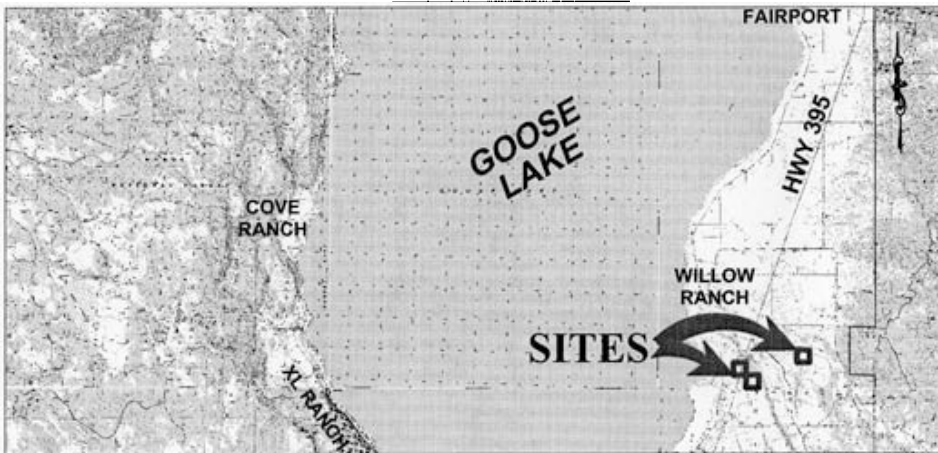 FAIRPORT
HWY 395
GOOSE
LAKE
COVE
RANCH
WILLOW
RANCH
SITES
XL RANCH